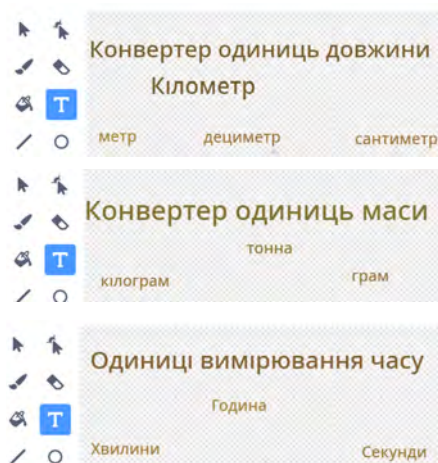 Конвертер одиниць довжини
Кілометр
метр дециметр сантиметр
T
Конвертер одиниць маси
тонна
кілограм грам
T
Одиниці вимірювання часу
Година
T
Хвилини Секунди